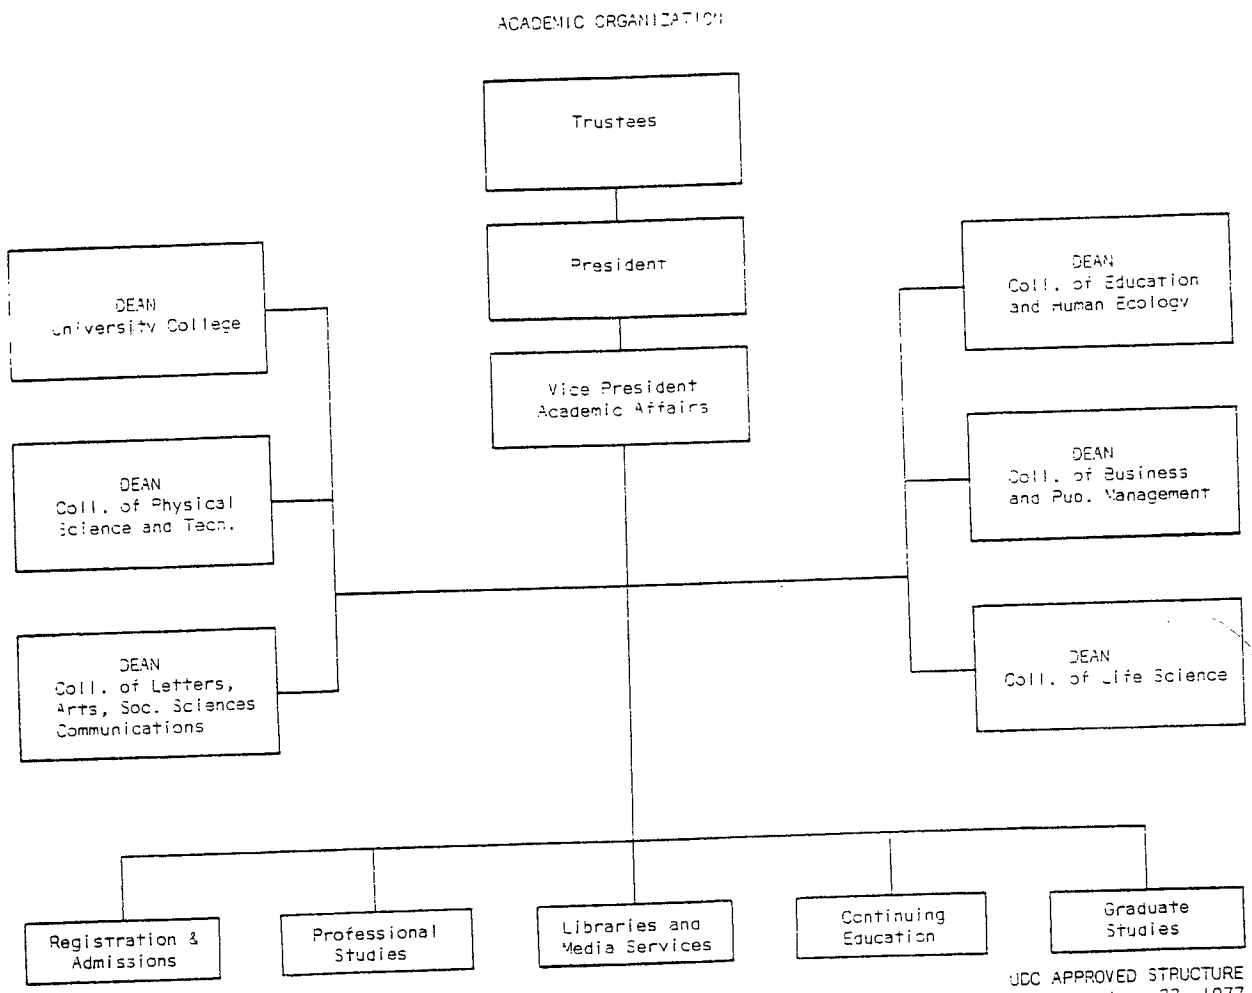 ACADEMIC ORGANIZATION
Trustees
President
Vice President
Academic Affairs
DEAN
University College
DEAN
Coll. of Physical
Science and Tech.
DEAN
Coll. of Letters,
Arts, Soc. Sciences
Communications
DEAN
Coll. of Education
and Human Ecology
DEAN
Coll. of Business
and Pub. Management
DEAN
Coll. of Life Science
Registration &
Admissions
Professional
Studies
Libraries and
Media Services
Continuing
Education
Graduate
Studies
UDC APPROVED STRUCTURE
1977